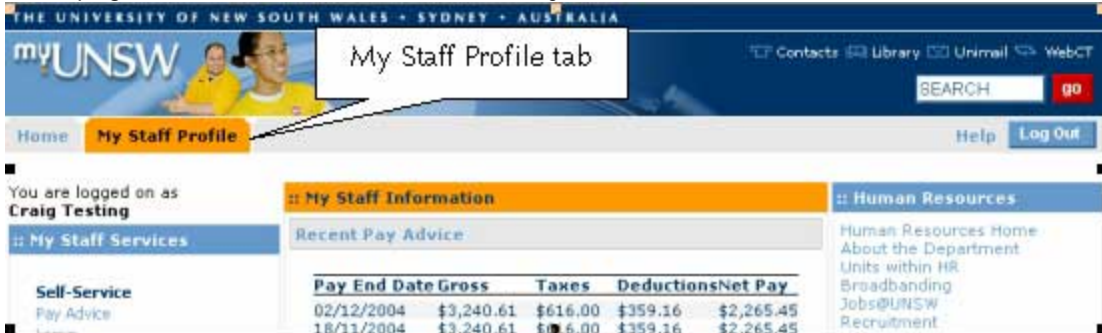 THE UNIVERSITY OF NEW SOUTH WALES • SYDNEY • AUSTRALIA
myUNSW
My Staff Profile tab
Contacts Library Unimail WebCT
SEARCH go
Home My Staff Profile
Help Log Out
You are logged on as
Craig Testing
:: My Staff Services
Self-Service
Pay Advice
:: My Staff Information
Recent Pay Advice
Pay End Date Gross Taxes Deductions Net Pay
02/12/2004 $3,240.61 $616.00 $359.16 $2,265.45
18/11/2004 $3,240.61 $616.00 $359.16 $2,265.45
:: Human Resources
Human Resources Home
About the Department
Units within HR
Broadbanding
Jobs@UNSW
Recruitment